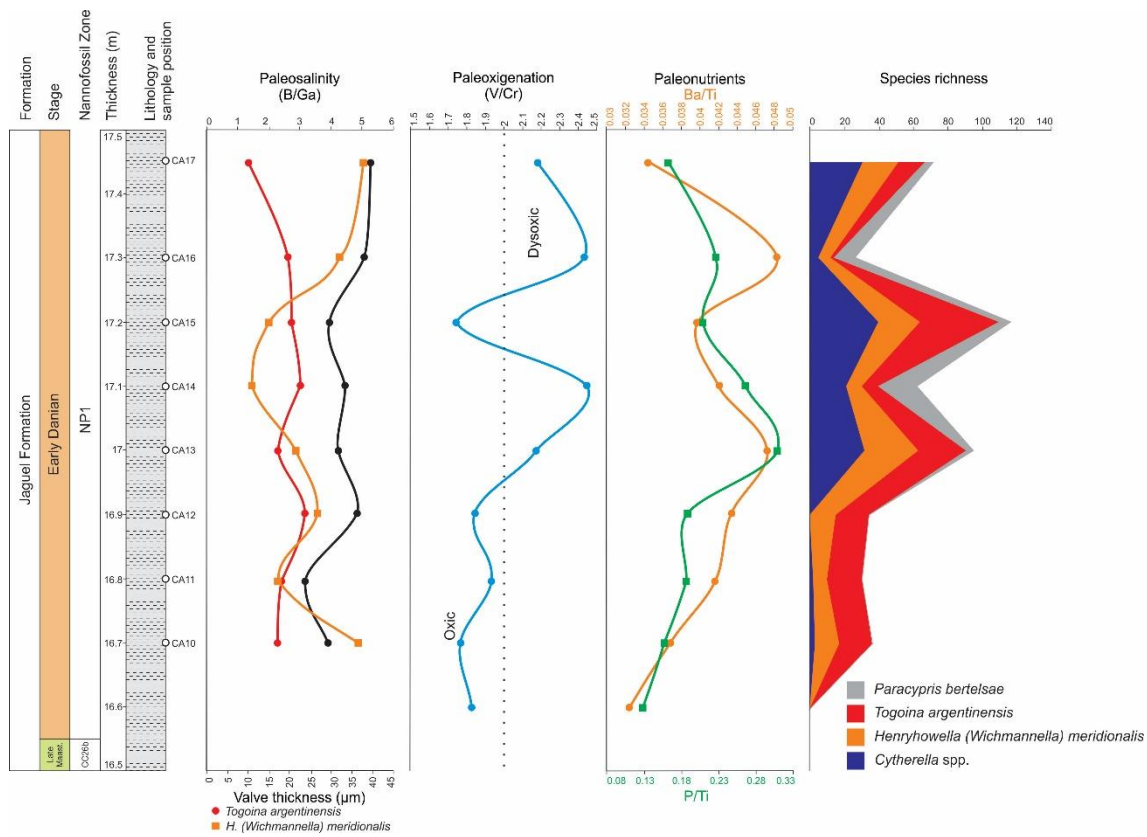 Formation
Stage
Nannofossil Zone
Thickness (m)
Lithology and
sample position
Paleosalinity
(B/Ga)
Paleoxigenation
(V/Cr)
Paleonutrients
Ba/Ti
Species richness
0 1 2 3 4 5 6
1.5 1.6 1.7 1.8 1.9 2 2.1 2.2 2.3 2.4 2.5
0.03 0.032 -0.034 0.036 -0.038 -0.04 0.042 -0.044 -0.046 -0.048 -0.05
0 20 40 60 80 100 120 140
17.5
17.4
17.3
17.2
17.1
17
16.9
16.8
16.7
16.6
16.5
Jaguel Formation
Early Danian
Late
Maast.
NP1
CC26b
CA17
CA16
CA15
CA14
CA13
CA12
CA11
CA10
Dysoxic
Oxic
Paracypris bertelsae
Togoina argentinensis
Henryhowella (Wichmannella) meridionalis
Cytherella spp.
0 5 10 15 20 25 30 35 40 45
Valve thickness (µm)
Togoina argentinensis
H. (Wichmannella) meridionalis
0.08 0.13 0.18 0.23 0.28 0.33
P/Ti